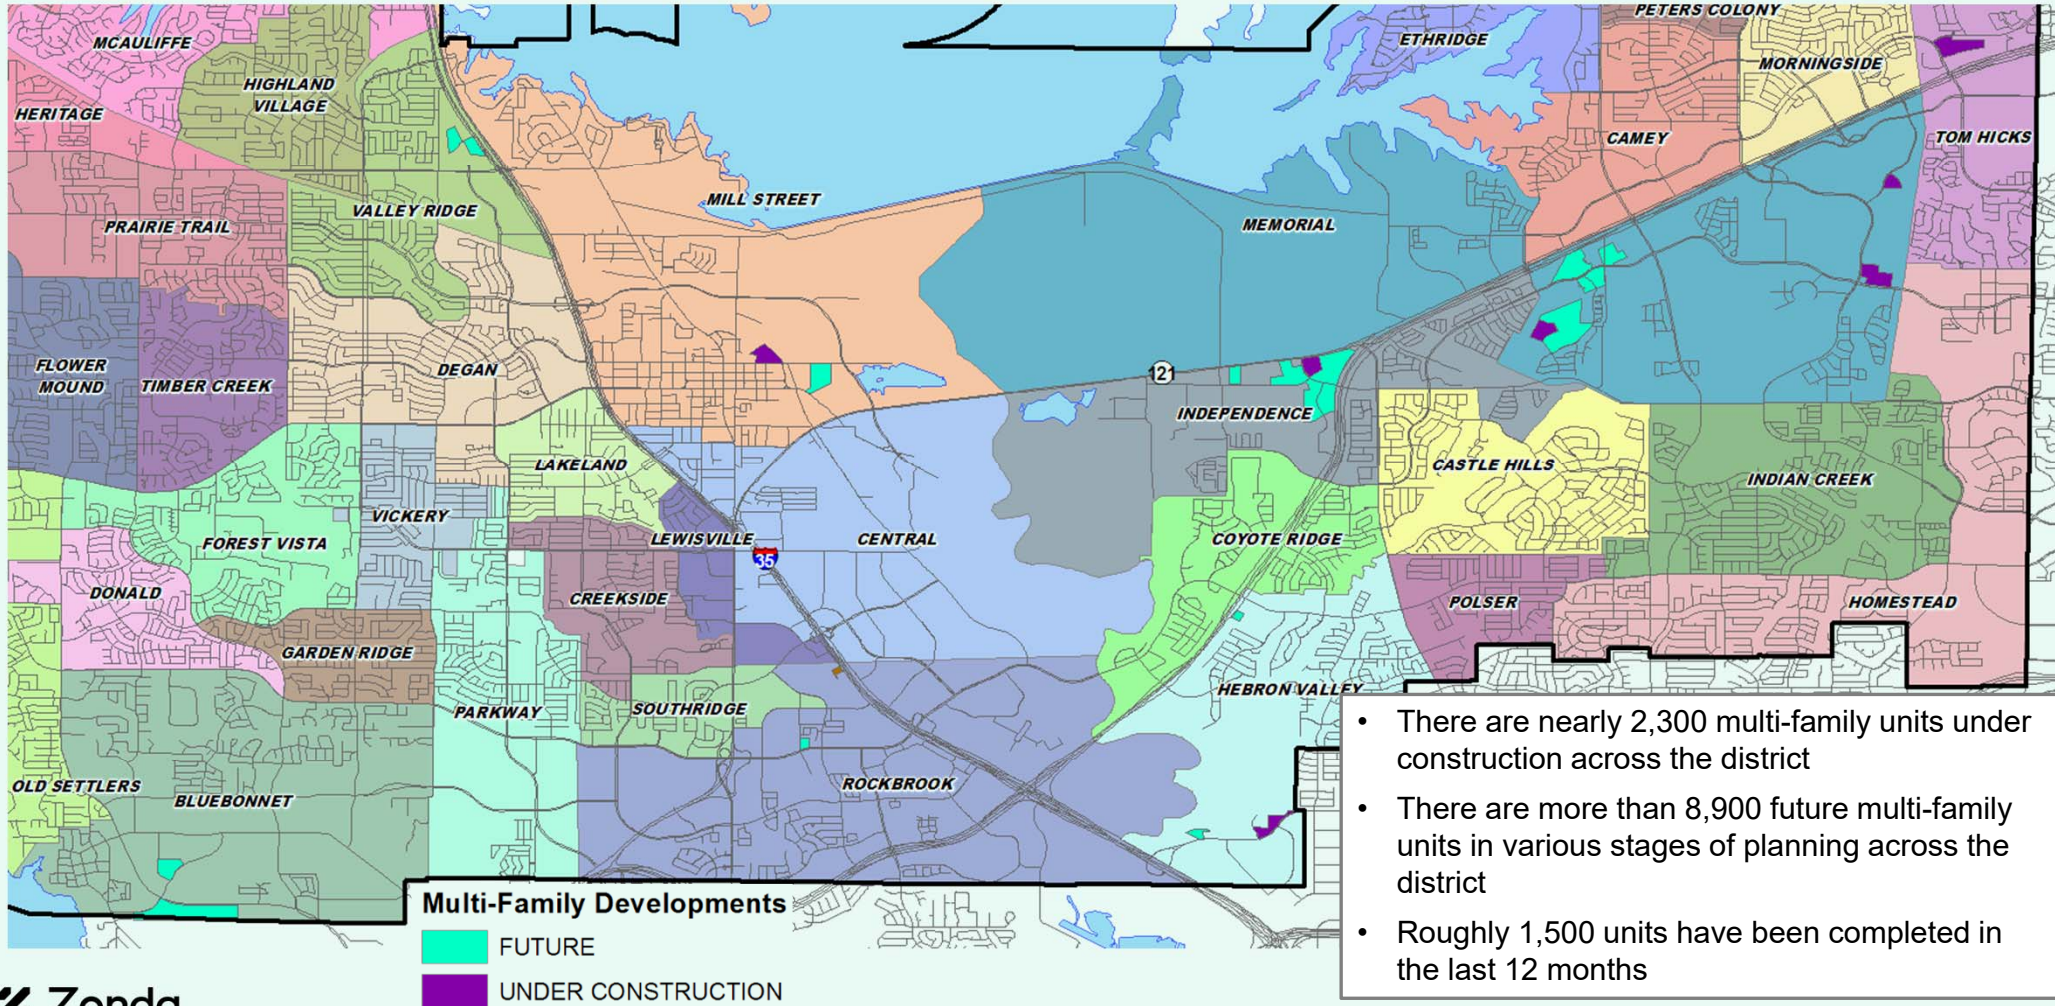 PETERS COLONY
MCAULIFFE
ETHRIDGE
MORNINGSIDE
HIGHLAND
VILLAGE
HERITAGE
CAMEY
TOM HICKS
MILL STREET
VALLEY RIDGE
PRAIRIE TRAIL
MEMORIAL
FLOWER
MOUND
TIMBER CREEK
DEGAN
121
INDEPENDENCE
LAKELAND
CASTLE HILLS
INDIAN CREEK
VICKERY
FOREST VISTA
LEWISVILLE
CENTRAL
COYOTE RIDGE
35
DONALD
CREEKSIDE
POLSER
HOMESTEAD
GARDEN RIDGE
HEBRON VALLEY
PARKWAY
SOUTHRIDGE
OLD SETTLERS
BLUEBONNET
ROCKBROOK
• There are nearly 2,300 multi-family units under
construction across the district
• There are more than 8,900 future multi-family
units in various stages of planning across the
district
• Roughly 1,500 units have been completed in
the last 12 months
Multi-Family Developments
FUTURE
UNDER CONSTRUCTION
Zonda